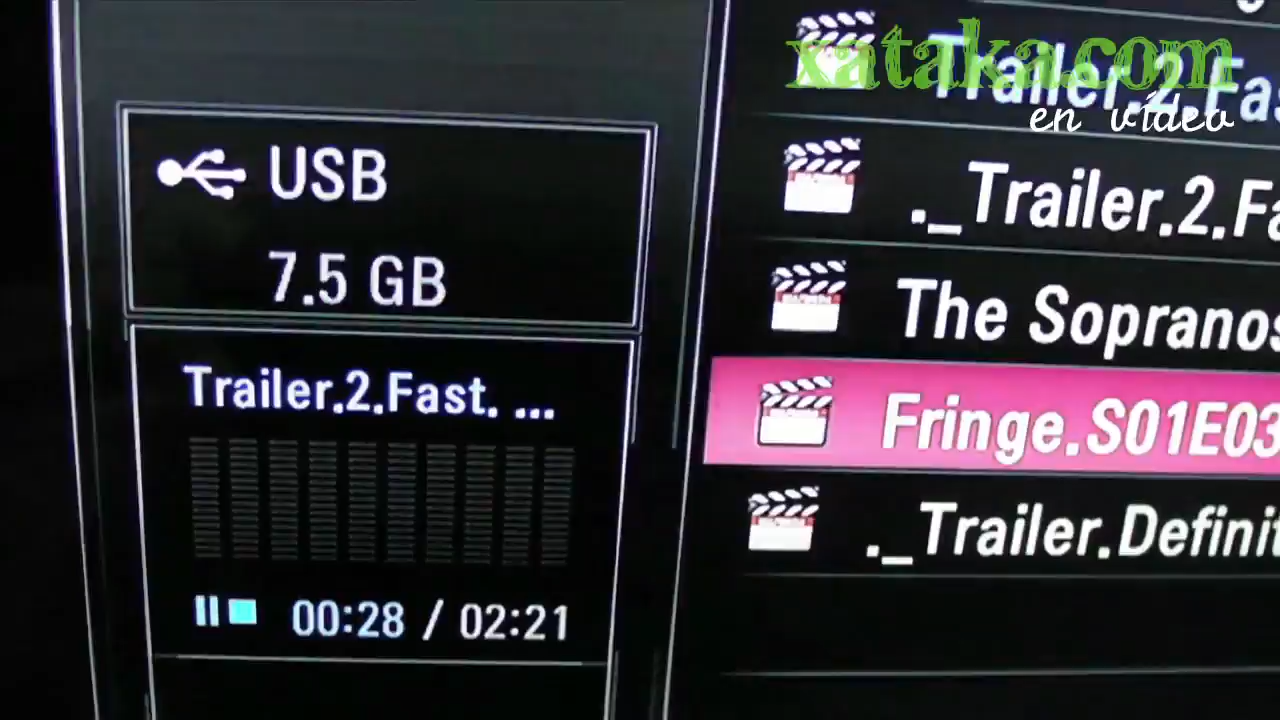 xataka.com
en vídeo
USB
7.5 GB
Trailer.2.Fast. ...
00:28 / 02:21
Trailer.2.Fa
._Trailer.2.Fa
The Sopranos
Fringe.S01E03
._Trailer.Definit